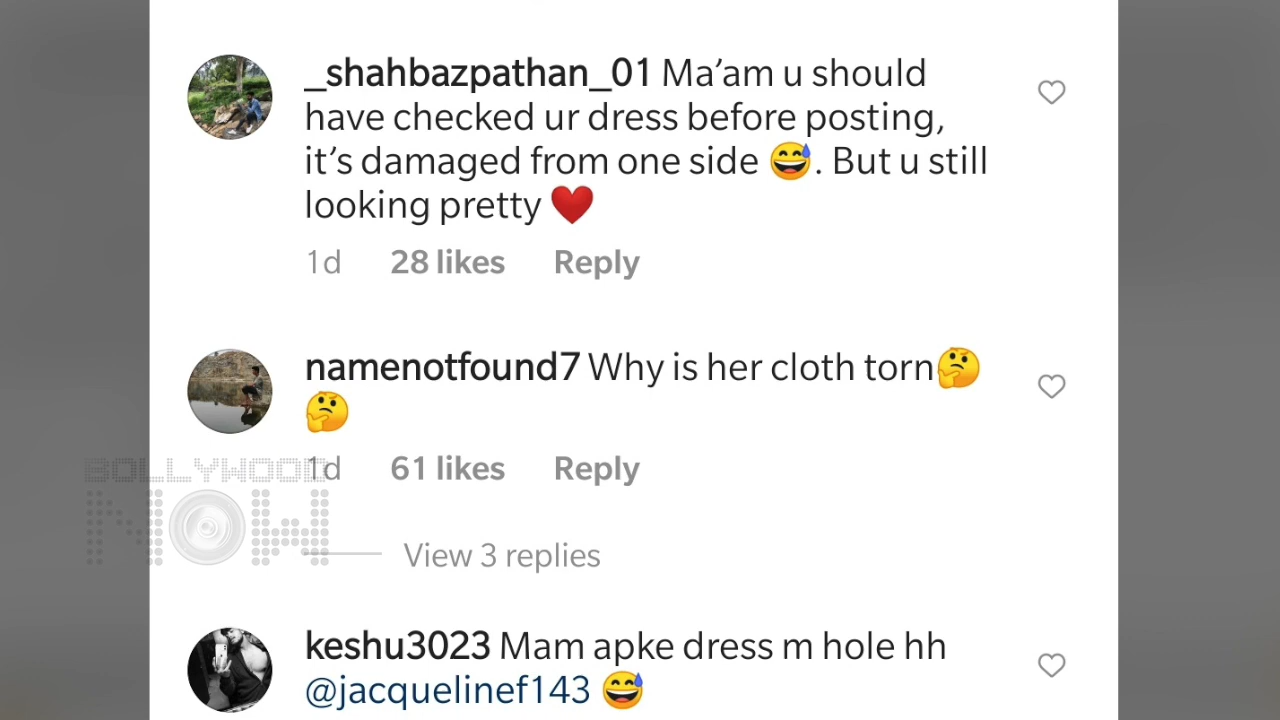 _shahbazpathan_01 Ma’am u should
have checked ur dress before posting,
it’s damaged from one side 😅. But u still
looking pretty ❤️
1d 28 likes Reply
namenotfound7 Why is her cloth torn🤔
🤔
1d 61 likes Reply
BOLLYWOOD
NOW
View 3 replies
keshu3023 Mam apke dress m hole hh
@jacquelinef143 😅